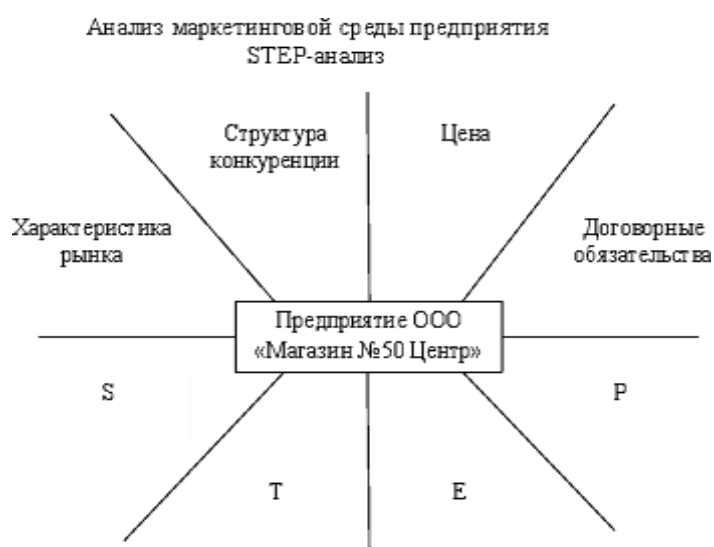 Анализ маркетинговой среды предприятия
STEP-анализ
Структура
конкуренции
Цена
Характеристика
рынка
Договорные
обязательства
Предприятие ООО
«Магазин №50 Центр»
S
P
T
E